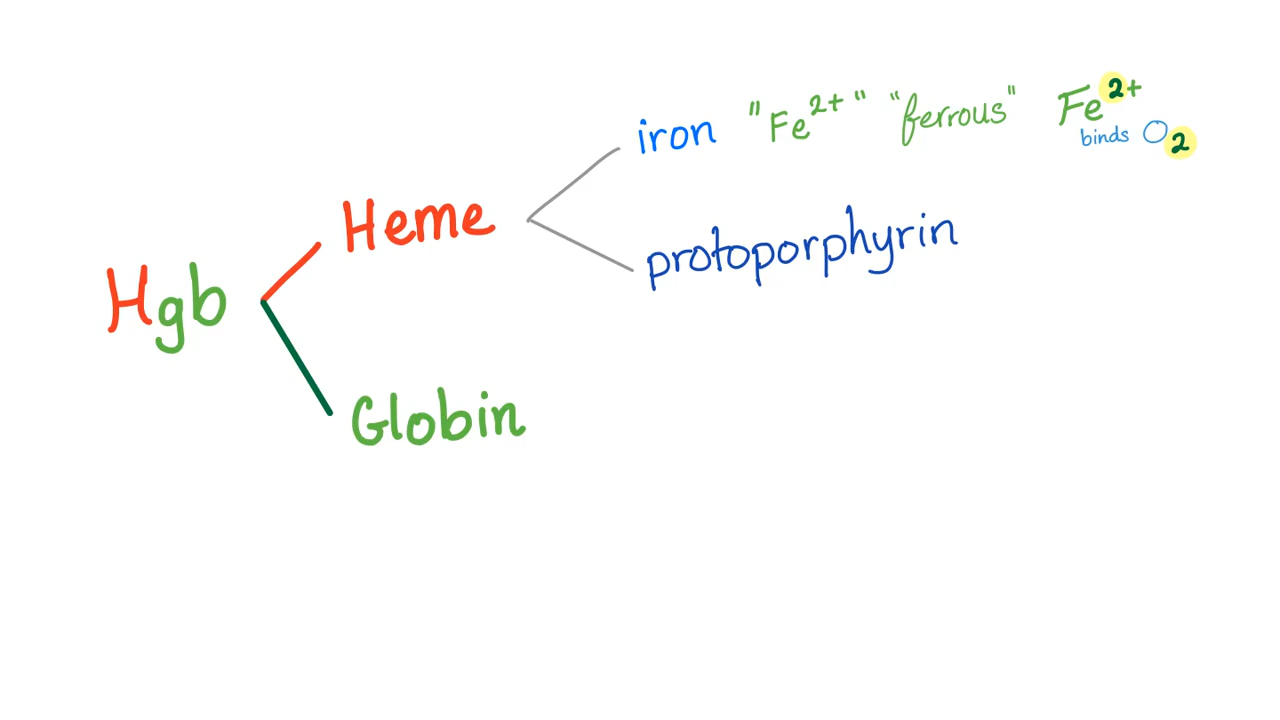 iron "Fe²⁺" "ferrous" Fe²⁺
binds O₂
Heme
protoporphyrin
Hgb
Globin